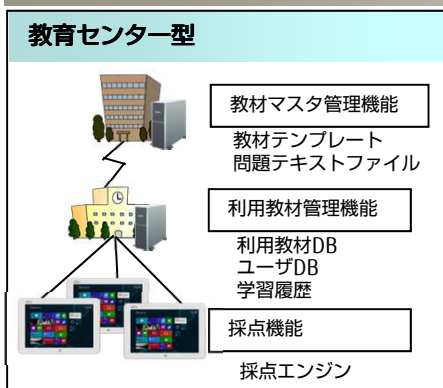 教育センター型
教材マスタ管理機能
教材テンプレート
問題テキストファイル
利用教材管理機能
利用教材DB
ユーザDB
学習履歴
採点機能
採点エンジン